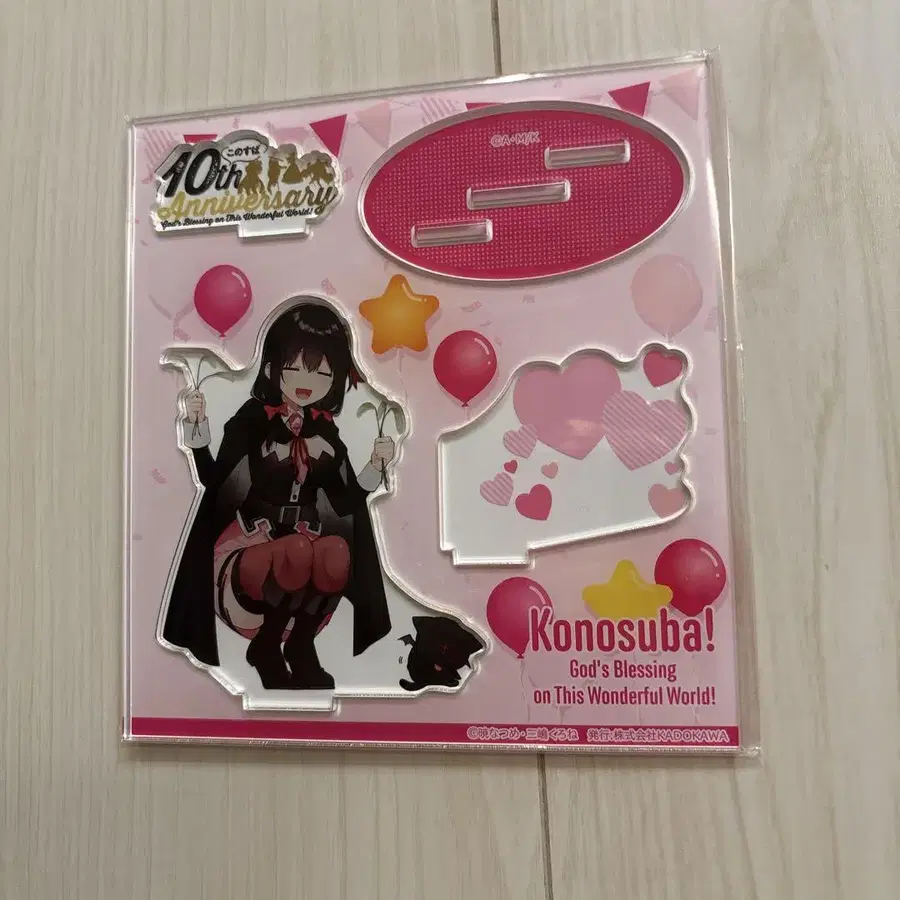 このすば
10th
Anniversary
God's Blessing on This Wonderful World!
©A・M/K
Konosuba!
God's Blessing
on This Wonderful World!
©暁なつめ・三嶋くろね 発行:株式会社KADOKAWA